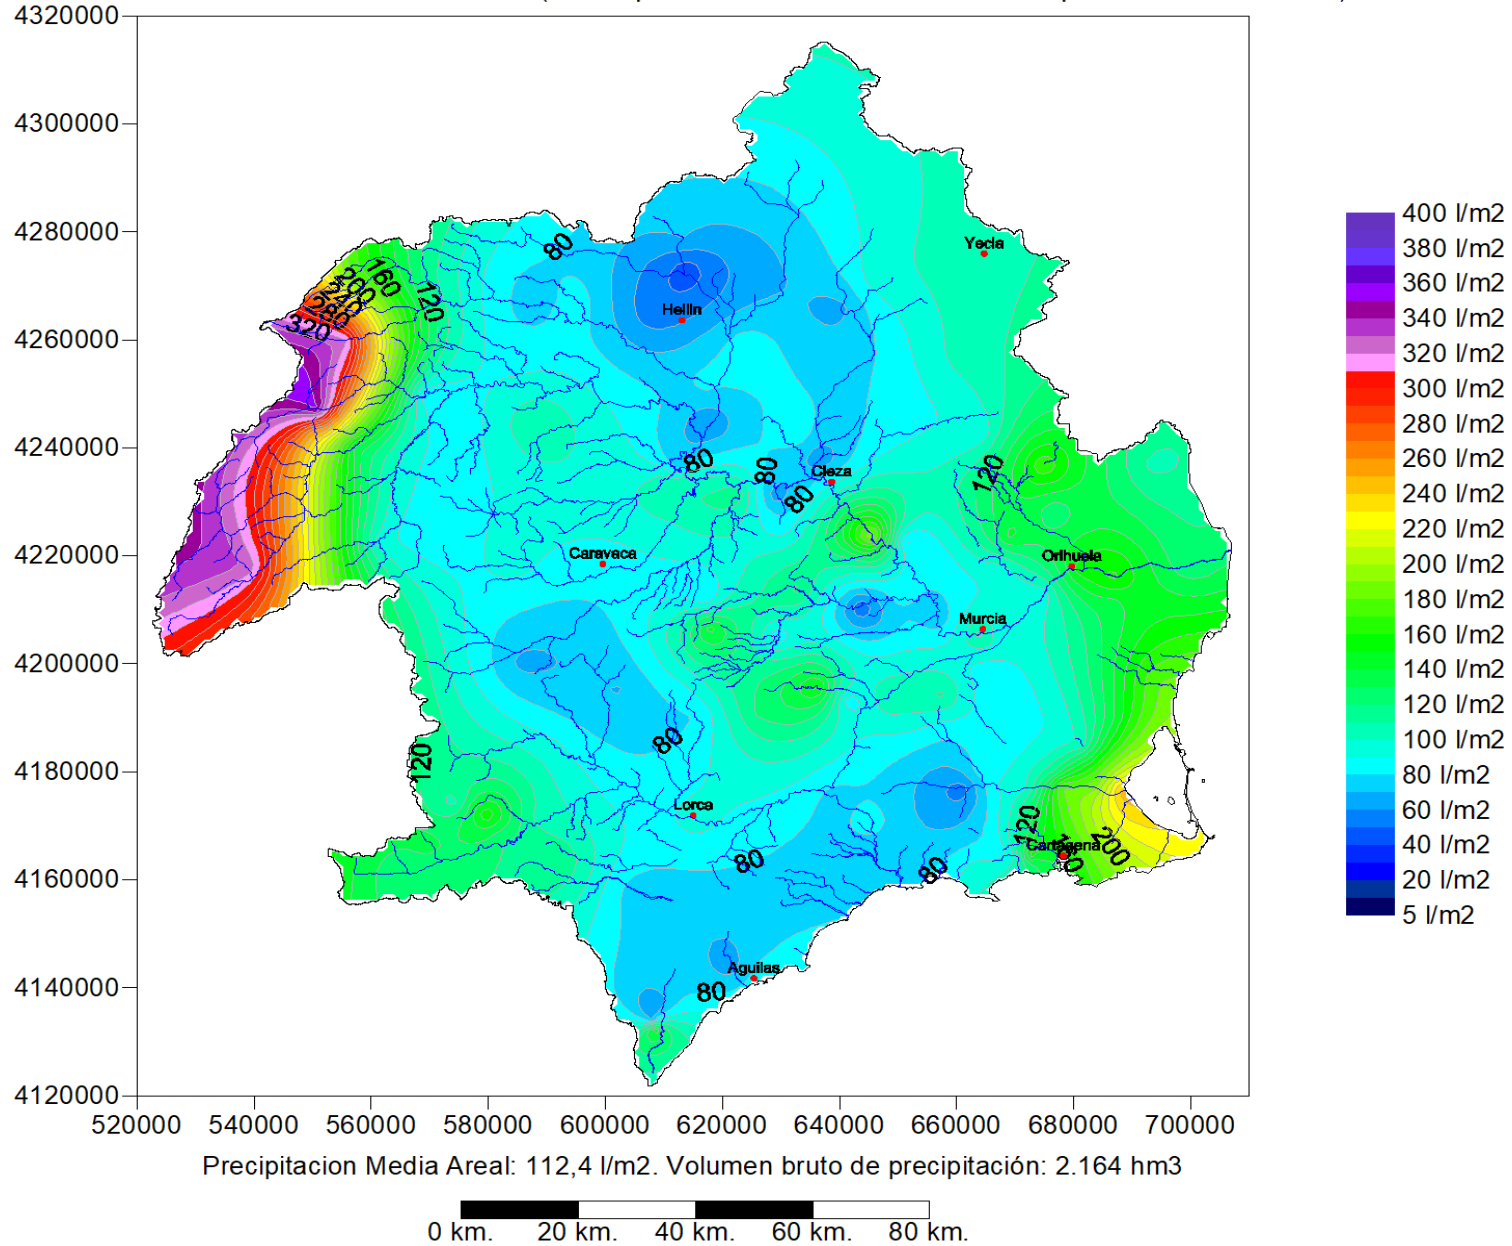 4320000
4300000
4280000
4260000
4240000
4220000
4200000
4180000
4160000
4140000
4120000
520000 540000 560000 580000 600000 620000 640000 660000 680000 700000
80
Yecla
160
200
240
280
320
120
Hellin
80
80
80
Cieza
120
Caravaca
Orihuela
Murcia
80
120
Lorca
80
120
200
Cartagena
80
Aguilas
80
400 l/m2
380 l/m2
360 l/m2
340 l/m2
320 l/m2
300 l/m2
280 l/m2
260 l/m2
240 l/m2
220 l/m2
200 l/m2
180 l/m2
160 l/m2
140 l/m2
120 l/m2
100 l/m2
80 l/m2
60 l/m2
40 l/m2
20 l/m2
5 l/m2
Precipitacion Media Areal: 112,4 l/m2. Volumen bruto de precipitación: 2.164 hm3
0 km. 20 km. 40 km. 60 km. 80 km.